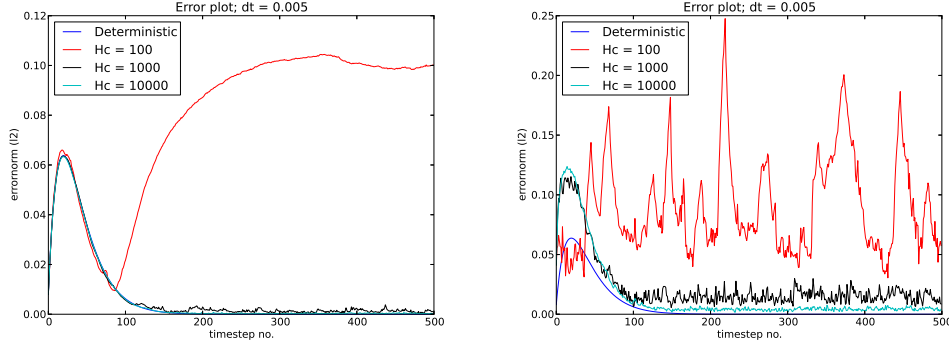 Error plot; dt = 0.005
errornorm (l2)
0.12
0.10
0.08
0.06
0.04
0.02
0.00
Deterministic
Hc = 100
Hc = 1000
Hc = 10000
0
100
200
300
400
500
timestep no.
Error plot; dt = 0.005
errornorm (l2)
0.25
0.20
0.15
0.10
0.05
0.00
Deterministic
Hc = 100
Hc = 1000
Hc = 10000
0
100
200
300
400
500
timestep no.